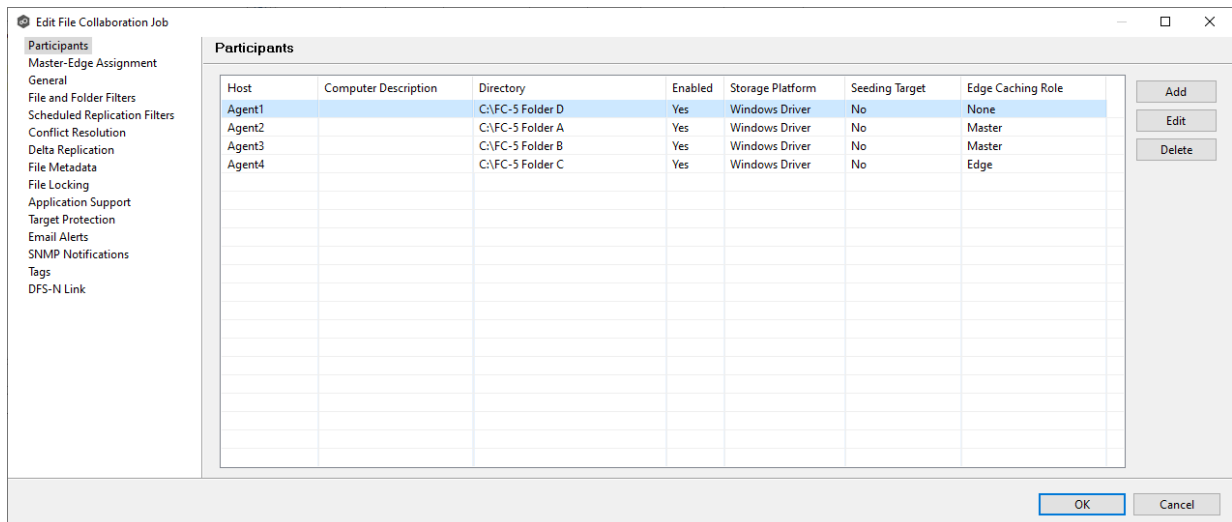 Edit File Collaboration Job
Participants
Master-Edge Assignment
General
File and Folder Filters
Scheduled Replication Filters
Conflict Resolution
Delta Replication
File Metadata
File Locking
Application Support
Target Protection
Email Alerts
SNMP Notifications
Tags
DFS-N Link
Participants
Host Computer Description Directory Enabled Storage Platform Seeding Target Edge Caching Role
Agent1 C:\FC-5 Folder D Yes Windows Driver No None
Agent2 C:\FC-5 Folder A Yes Windows Driver No Master
Agent3 C:\FC-5 Folder B Yes Windows Driver No Master
Agent4 C:\FC-5 Folder C Yes Windows Driver No Edge
Add
Edit
Delete
OK Cancel